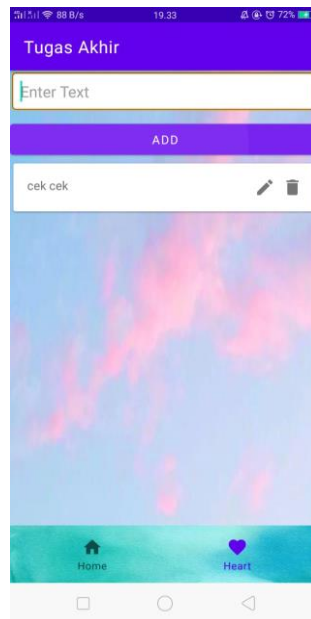 88 B/s 19.33 72%
Tugas Akhir
Enter Text
ADD
cek cek
Home Heart